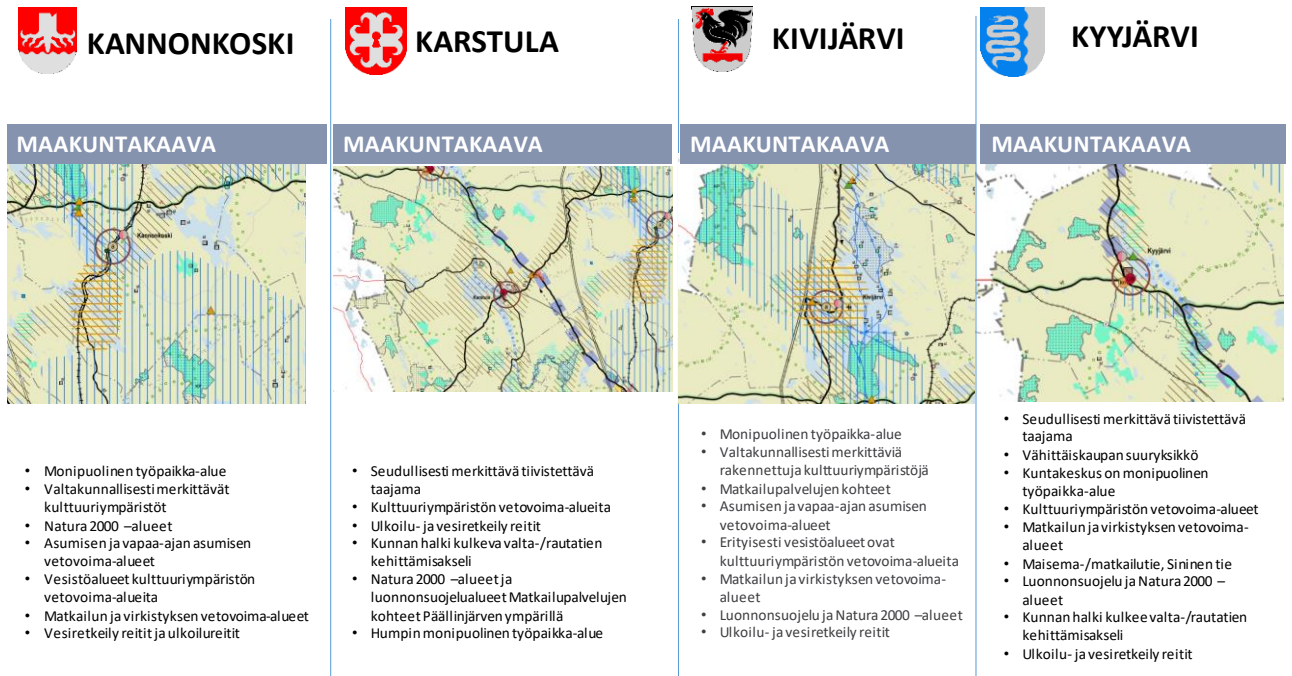 KANNONKOSKI
MAAKUNTAKAAVA
Kannonkoski
• Monipuolinen työpaikka-alue
• Valtakunnallisesti merkittävät
kulttuuriympäristöt
• Natura 2000 –alueet
• Asumisen ja vapaa-ajan asumisen
vetovoima-alueet
• Vesistöalueet kulttuuriympäristön
vetovoima-alueita
• Matkailun ja virkistyksen vetovoima-alueet
• Vesiretkeily reitit ja ulkoilureitit
KARSTULA
MAAKUNTAKAAVA
Karstula
• Seudullisesti merkittävä tiivistettävä
taajama
• Kulttuuriympäristön vetovoima-alueita
• Ulkoilu- ja vesiretkeily reitit
• Kunnan halki kulkeva valta-/rautatien
kehittämisakseli
• Natura 2000 –alueet ja
luonnonsuojelualueet Matkailupalvelujen
kohteet Päällinjärven ympärillä
• Humpin monipuolinen työpaikka-alue
KIVIJÄRVI
MAAKUNTAKAAVA
Kivijärvi
• Monipuolinen työpaikka-alue
• Valtakunnallisesti merkittäviä
rakennettuja kulttuuriympäristöjä
• Matkailupalvelujen kohteet
• Asumisen ja vapaa-ajan asumisen
vetovoima-alueet
• Erityisesti vesistöalueet ovat
kulttuuriympäristön vetovoima-alueita
• Matkailun ja virkistyksen vetovoima-
alueet
• Luonnonsuojelu ja Natura 2000 –alueet
• Ulkoilu- ja vesiretkeily reitit
KYYJÄRVI
MAAKUNTAKAAVA
Kyyjärvi
• Seudullisesti merkittävä tiivistettävä
taajama
• Vähittäiskaupan suuryksikkö
• Kuntakeskus on monipuolinen
työpaikka-alue
• Kulttuuriympäristön vetovoima-alueet
• Matkailun ja virkistyksen vetovoima-
alueet
• Maisema-/matkailutie, Sininen tie
• Luonnonsuojelu ja Natura 2000 –
alueet
• Kunnan halki kulkee valta-/rautatien
kehittämisakseli
• Ulkoilu- ja vesiretkeily reitit